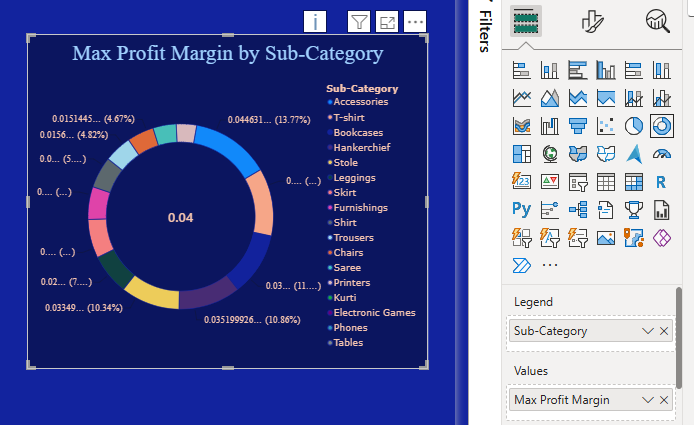 Filters
Max Profit Margin by Sub-Category
0.0151445... (4.67%)
0.0156... (4.82%)
0.0... (5....)
0.... (...)
0.... (...)
0.02... (7....)
0.03349... (10.34%)
0.044631... (13.77%)
0.... (...)
0.03... (11....)
0.035199926... (10.86%)
0.04
Sub-Category
Accessories
T-shirt
Bookcases
Hankerchief
Stole
Leggings
Skirt
Furnishings
Shirt
Trousers
Chairs
Saree
Printers
Kurti
Electronic Games
Phones
Tables
123
R
Py
...
Legend
Sub-Category
Values
Max Profit Margin